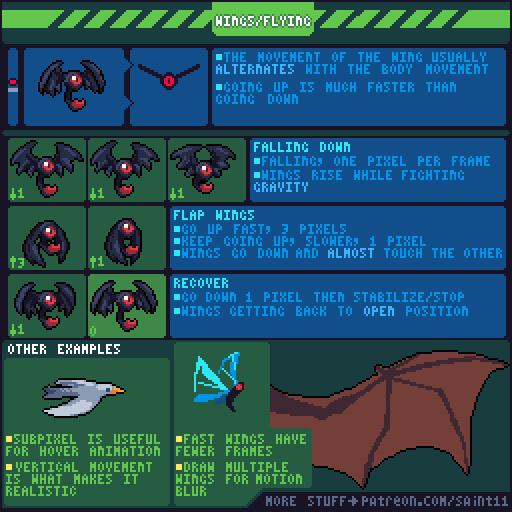 WINGS/FLYING
THE MOVEMENT OF THE WING USUALLY
ALTERNATES WITH THE BODY MOVEMENT
GOING UP IS MUCH FASTER THAN
GOING DOWN
↓1
↓1
↓1
FALLING DOWN
FALLING, ONE PIXEL PER FRAME
WINGS RISE WHILE FIGHTING
GRAVITY
↑3
↑1
FLAP WINGS
GO UP FAST, 3 PIXELS
KEEP GOING UP, SLOWER, 1 PIXEL
WINGS GO DOWN AND ALMOST TOUCH THE OTHER
↓1
0
RECOVER
GO DOWN 1 PIXEL THEN STABILIZE/STOP
WINGS GETTING BACK TO OPEN POSITION
OTHER EXAMPLES
SUBPIXEL IS USEFUL
FOR HOVER ANIMATION
VERTICAL MOVEMENT
IS WHAT MAKES IT
REALISTIC
FAST WINGS HAVE
FEWER FRAMES
DRAW MULTIPLE
WINGS FOR MOTION
BLUR
MORE STUFF→PATREON.COM/SAINT11